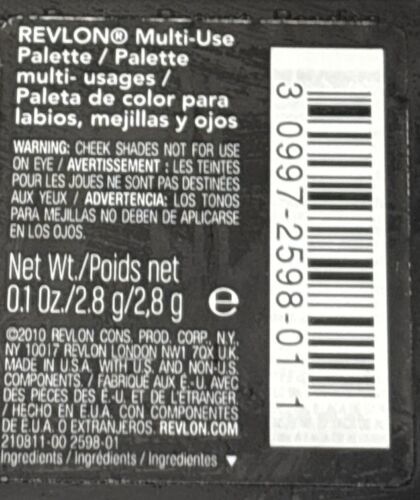 REVLON® Multi-Use
Palette / Palette
multi- usages /
Paleta de color para
labios, mejillas y ojos
WARNING: CHEEK SHADES NOT FOR USE
ON EYE / AVERTISSEMENT : LES TEINTES
POUR LES JOUES NE SONT PAS DESTINÉES
AUX YEUX / ADVERTENCIA: LOS TONOS
PARA MEJILLAS NO DEBEN DE APLICARSE
EN LOS OJOS.
Net Wt./Poids net
0.1 Oz./2.8 g/2,8 g e
©2010 REVLON CONS. PROD. CORP., N.Y.,
NY 10017 REVLON LONDON NW1 7QX U.K.
MADE IN U.S.A. WITH U.S. AND NON-U.S.
COMPONENTS. / FABRIQUÉ AUX É.-U. AVEC
DES PIÈCES DES É.-U. ET DE L'ÉTRANGER.
/ HECHO EN E.U.A. CON COMPONENTES
DE E.U.A. O EXTRANJEROS. REVLON.COM
210811-00 2598-01
Ingredients / Ingrédients / Ingredientes ▼
3 0997-2598-01 1